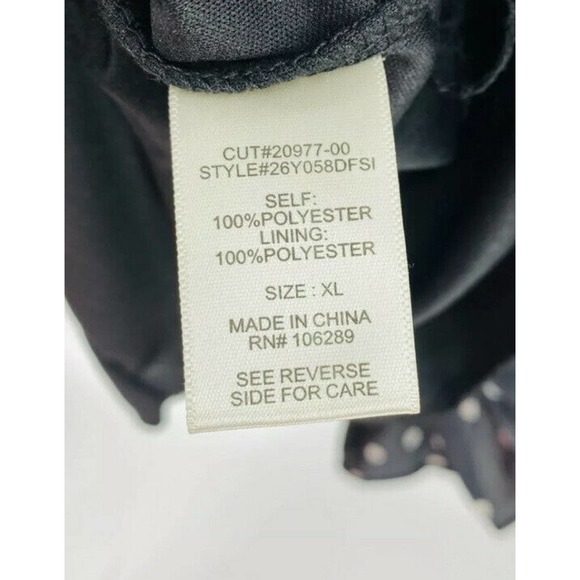 CUT#20977-00
STYLE#26Y058DFSI
SELF:
100%POLYESTER
LINING:
100%POLYESTER
SIZE : XL
MADE IN CHINA
RN# 106289
SEE REVERSE
SIDE FOR CARE